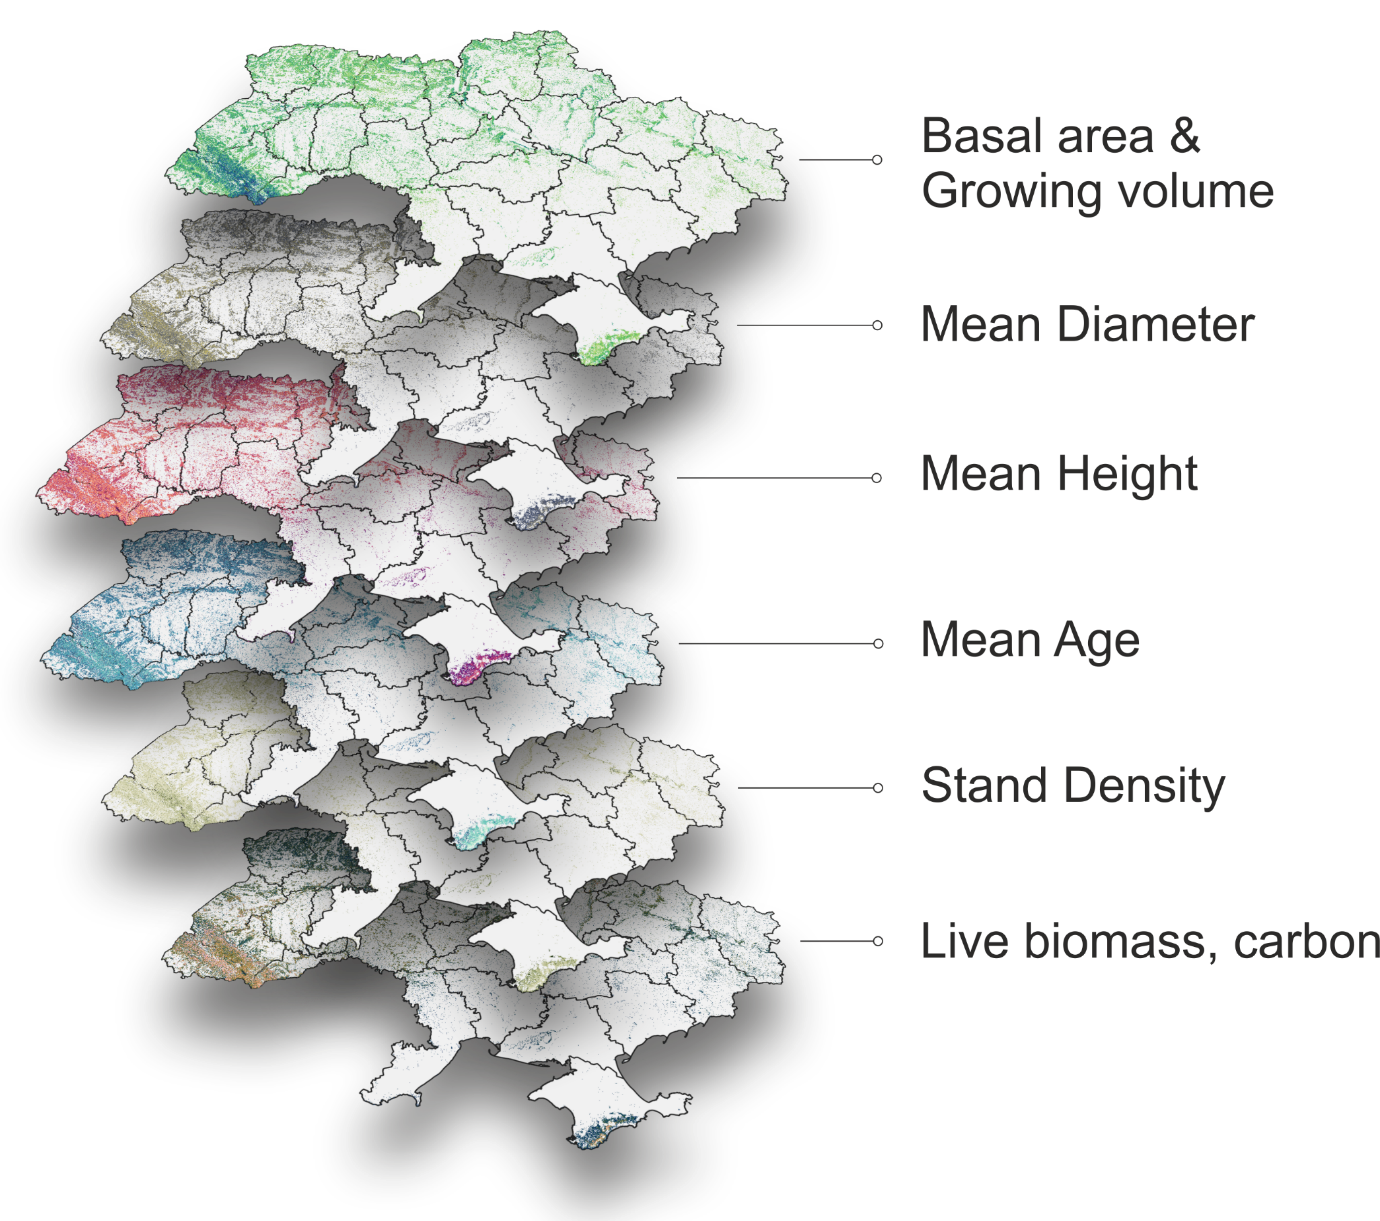 Basal area &
Growing volume
Mean Diameter
Mean Height
Mean Age
Stand Density
Live biomass, carbon